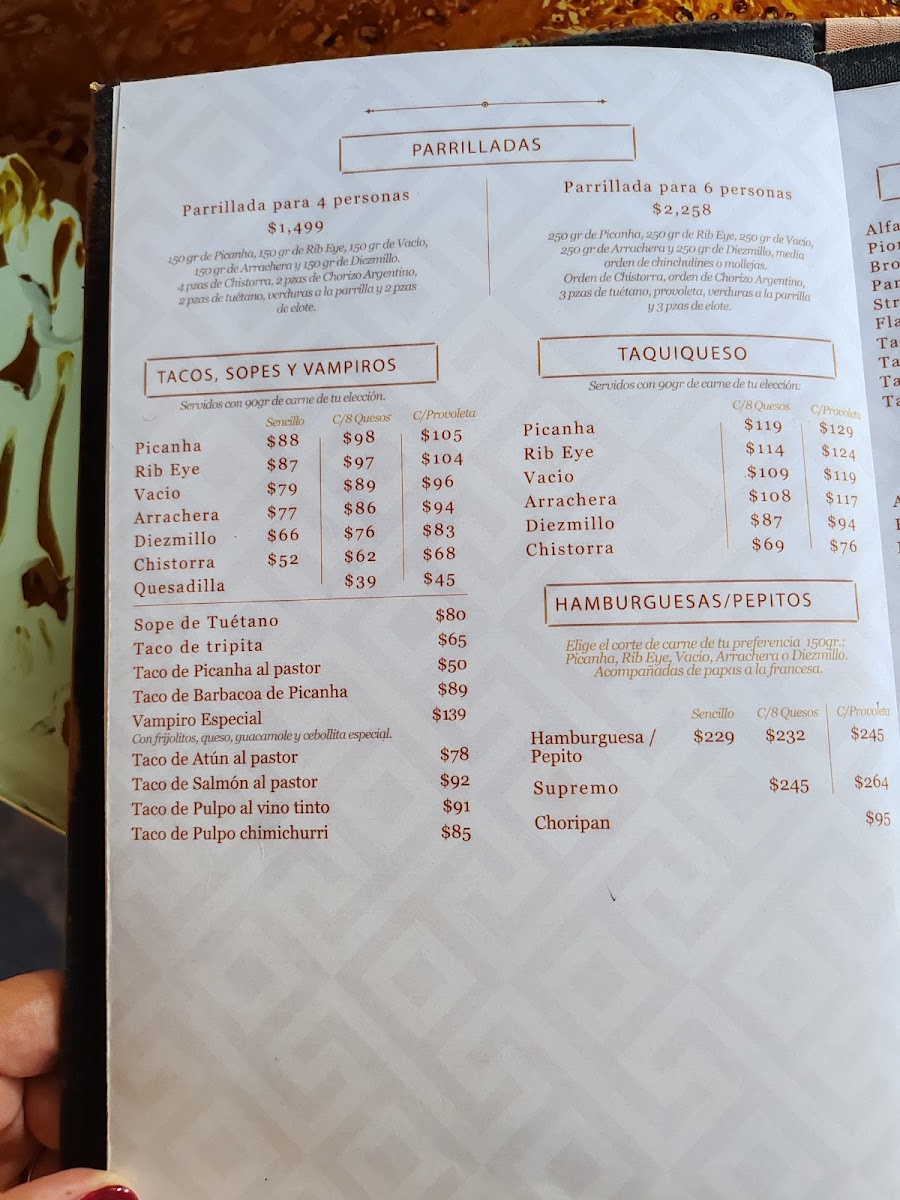 PARRILLADAS
Parrillada para 4 personas
$1,499
150 gr de Picanha, 150 gr de Rib Eye, 150 gr de Vacío,
150 gr de Arrachera y 150 gr de Diezmillo.
4 pzas de Chistorra, 2 pzas de Chorizo Argentino,
2 pzas de tuétano, verduras a la parrilla y 2 pzas
de elote.
Parrillada para 6 personas
$2,258
250 gr de Picanha, 250 gr de Rib Eye, 250 gr de Vacío,
250 gr de Arrachera y 250 gr de Diezmillo, media
orden de chinchulines o mollejas.
Orden de Chistorra, orden de Chorizo Argentino,
3 pzas de tuétano, provoleta, verduras a la parrilla
y 3 pzas de elote.
TACOS, SOPES Y VAMPIROS
Servidos con 90gr de carne de tu elección.
Sencillo C/8 Quesos C/Provoleta
Picanha $88 $98 $105
Rib Eye $87 $97 $104
Vacio $79 $89 $96
Arrachera $77 $86 $94
Diezmillo $66 $76 $83
Chistorra $52 $62 $68
Quesadilla $39 $45
Sope de Tuétano $80
Taco de tripita $65
Taco de Picanha al pastor $50
Taco de Barbacoa de Picanha $89
Vampiro Especial $139
Con frijolitos, queso, guacamole y cebollita especial.
Taco de Atún al pastor $78
Taco de Salmón al pastor $92
Taco de Pulpo al vino tinto $91
Taco de Pulpo chimichurri $85
TAQUIQUESO
Servidos con 90gr de carne de tu elección:
C/8 Quesos C/Provoleta
Picanha $119 $129
Rib Eye $114 $124
Vacio $109 $119
Arrachera $108 $117
Diezmillo $87 $94
Chistorra $69 $76
HAMBURGUESAS/PEPITOS
Elige el corte de carne de tu preferencia 150gr.:
Picanha, Rib Eye, Vacío, Arrachera o Diezmillo.
Acompañadas de papas a la francesa.
Sencillo C/8 Quesos C/Provoleta
Hamburguesa / $229 $232 $245
Pepito
Supremo $245 $264
Choripan $95